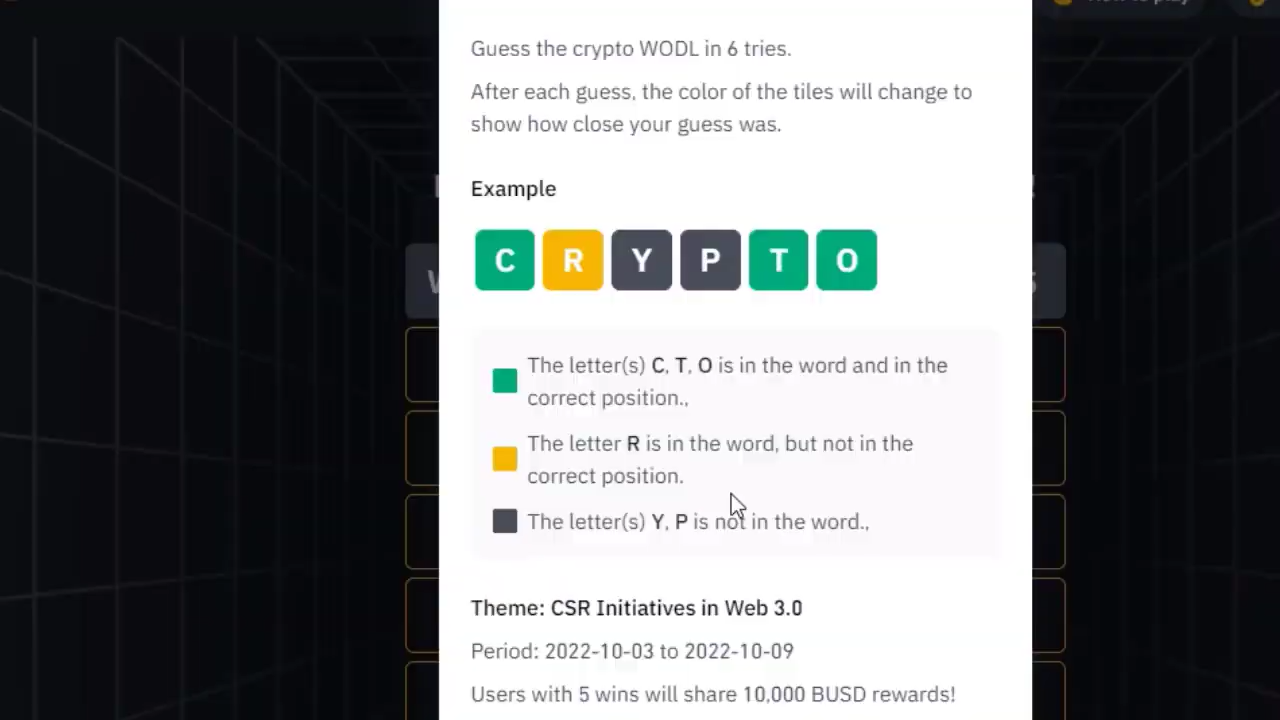 Guess the crypto WODL in 6 tries.
After each guess, the color of the tiles will change to
show how close your guess was.
Example
C R Y P T O
The letter(s) C, T, O is in the word and in the
correct position.,
The letter R is in the word, but not in the
correct position.
The letter(s) Y, P is not in the word.,
Theme: CSR Initiatives in Web 3.0
Period: 2022-10-03 to 2022-10-09
Users with 5 wins will share 10,000 BUSD rewards!